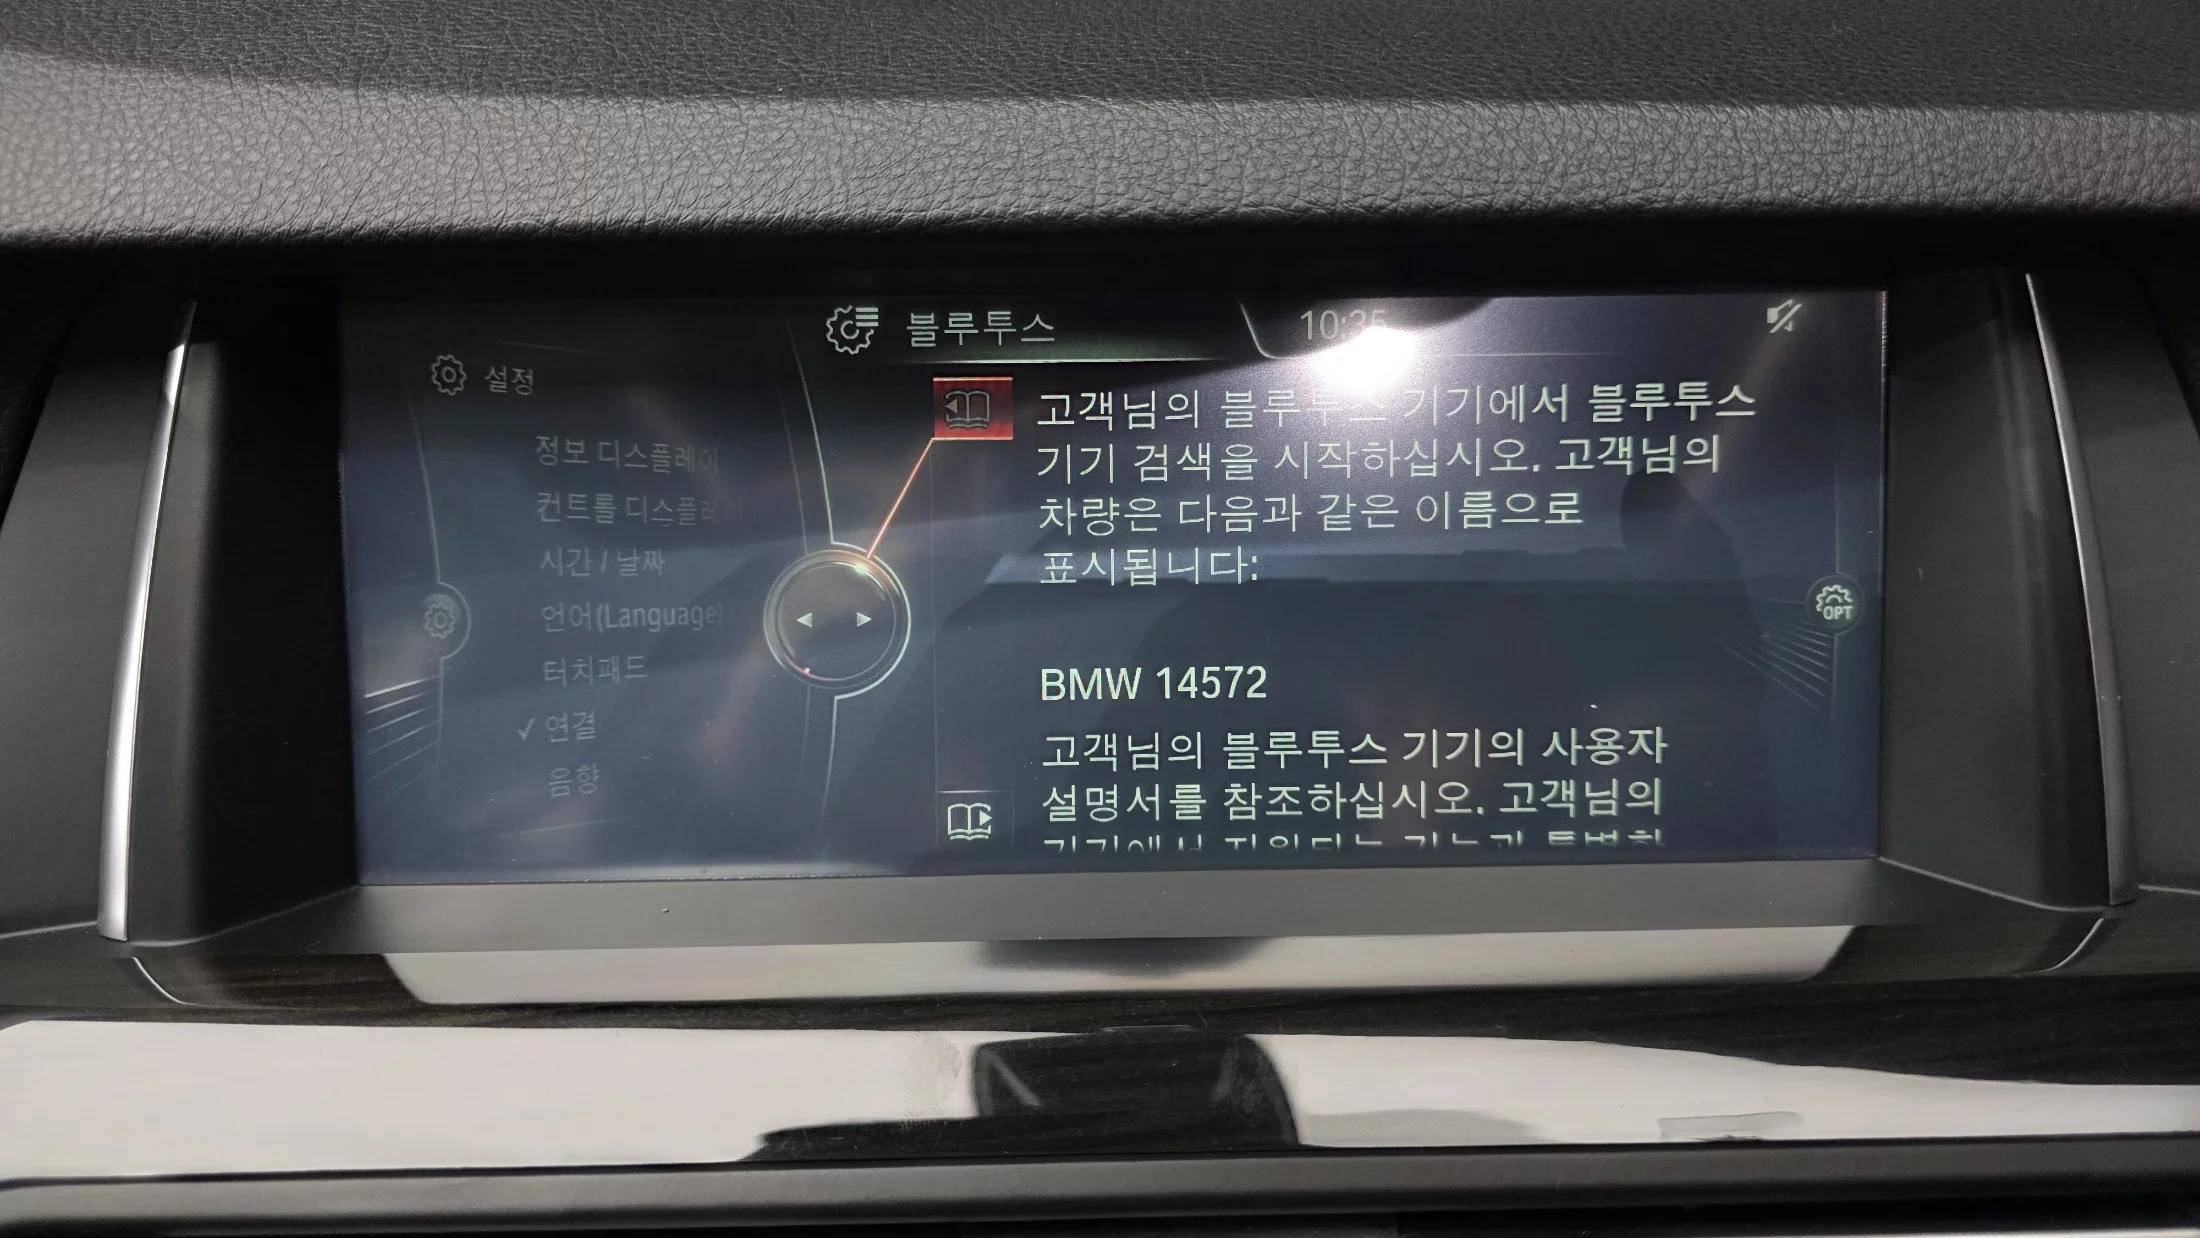 블루투스
설정
정보 디스플레이
컨트롤 디스플레이
시간 / 날짜
언어(Language)
터치패드
✓ 연결
음향
고객님의 블루투스 기기에서 블루투스
기기 검색을 시작하십시오. 고객님의
차량은 다음과 같은 이름으로
표시됩니다:
BMW 14572
고객님의 블루투스 기기의 사용자
설명서를 참조하십시오. 고객님의
OPT